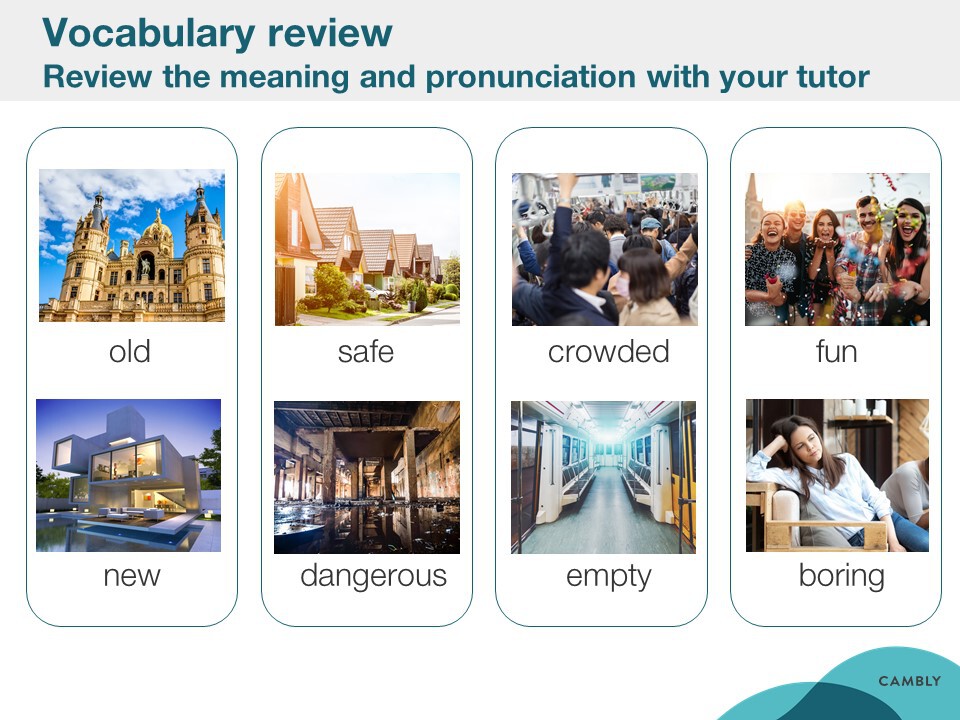 Vocabulary review
Review the meaning and pronunciation with your tutor
old
safe
crowded
fun
new
dangerous
empty
boring
CAMBLY